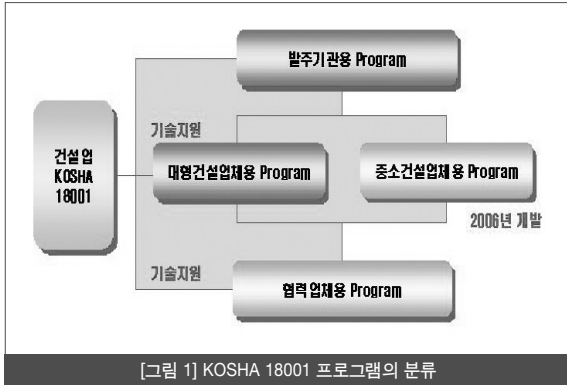 발주기관용 Program
기술지원
건설업
KOSHA
18001
대형건설업체용 Program
중소건설업체용 Program
2006년 개발
기술지원
협력업체용 Program
[그림 1] KOSHA 18001 프로그램의 분류